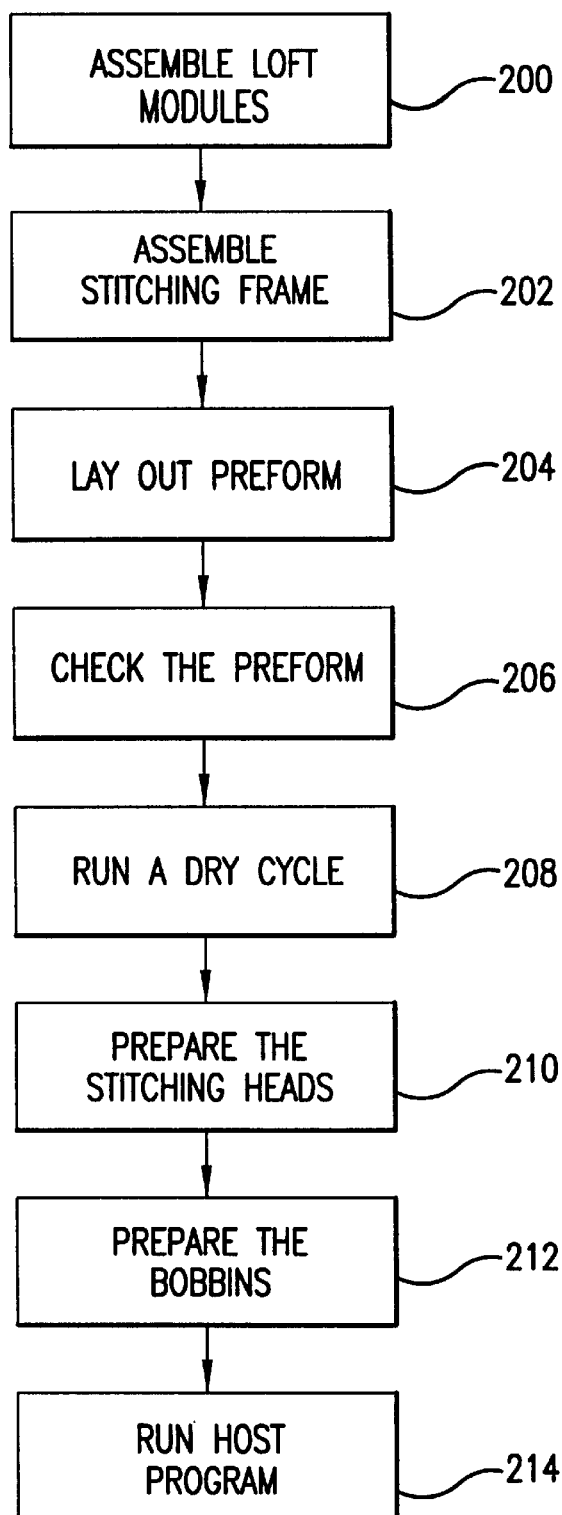 ASSEMBLE LOFT
MODULES
200
ASSEMBLE
STITCHING FRAME
202
LAY OUT PREFORM
204
CHECK THE PREFORM
206
RUN A DRY CYCLE
208
PREPARE THE
STITCHING HEADS
210
PREPARE THE
BOBBINS
212
RUN HOST
PROGRAM
214